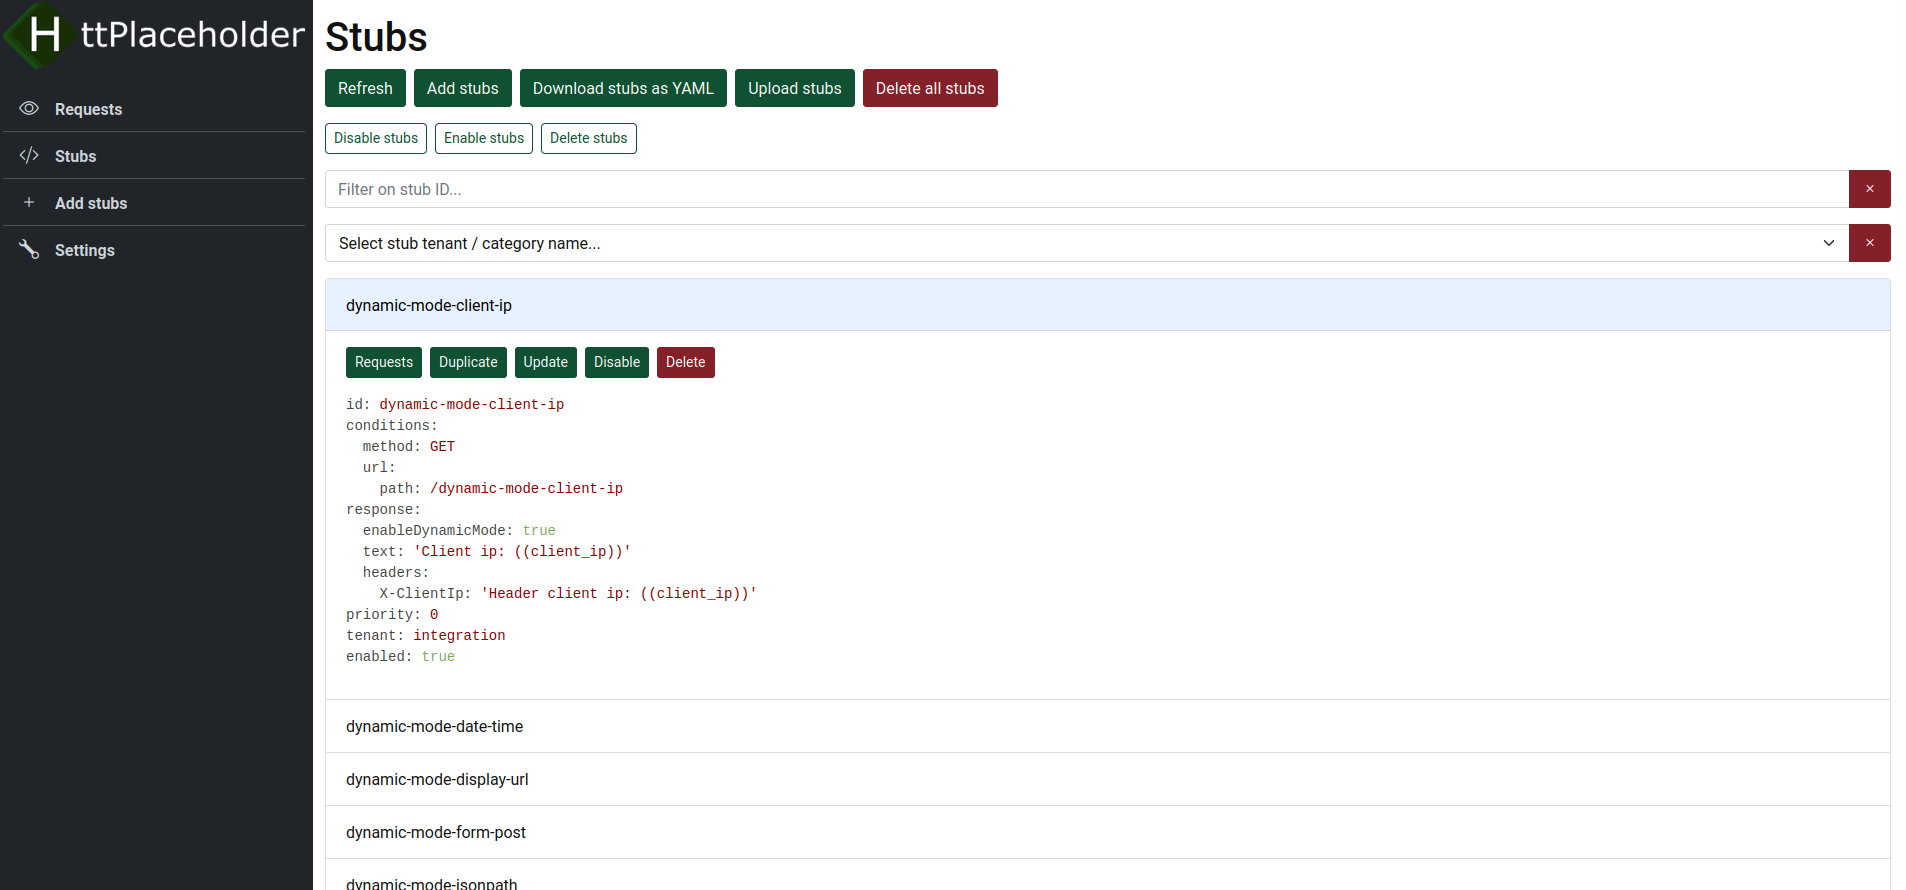 HttPlaceholder
Requests
Stubs
Add stubs
Settings
Stubs
Refresh Add stubs Download stubs as YAML Upload stubs Delete all stubs
Disable stubs Enable stubs Delete stubs
Filter on stub ID... ×
Select stub tenant / category name... ×
dynamic-mode-client-ip
Requests Duplicate Update Disable Delete
id: dynamic-mode-client-ip
conditions:
  method: GET
  url:
    path: /dynamic-mode-client-ip
response:
  enableDynamicMode: true
  text: 'Client ip: ((client_ip))'
  headers:
    X-ClientIp: 'Header client ip: ((client_ip))'
priority: 0
tenant: integration
enabled: true
dynamic-mode-date-time
dynamic-mode-display-url
dynamic-mode-form-post
dynamic-mode-jsonpath